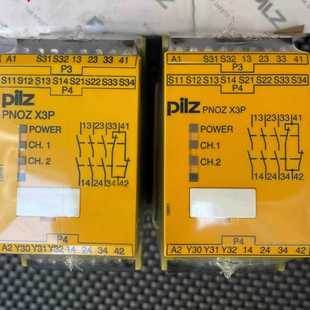 pilz
A1 S31 S32 13 23 33 41
P3
S11 S12 S13 S14 S21 S22 S33 S34
P4
pilz
PNOZ X3P
13 23 33 41
POWER
CH. 1
CH. 2
14 24 34 42
P4
A2 Y30 Y31 Y32 14 24 34 42
A1 S31 S32 13 23 33 41
P3
S11 S12 S13 S14 S21 S22 S33 S34
P4
pilz
PNOZ X3P
13 23 33 41
POWER
CH. 1
CH. 2
14 24 34 42
P4
A2 Y30 Y31 Y32 14 24 34 42